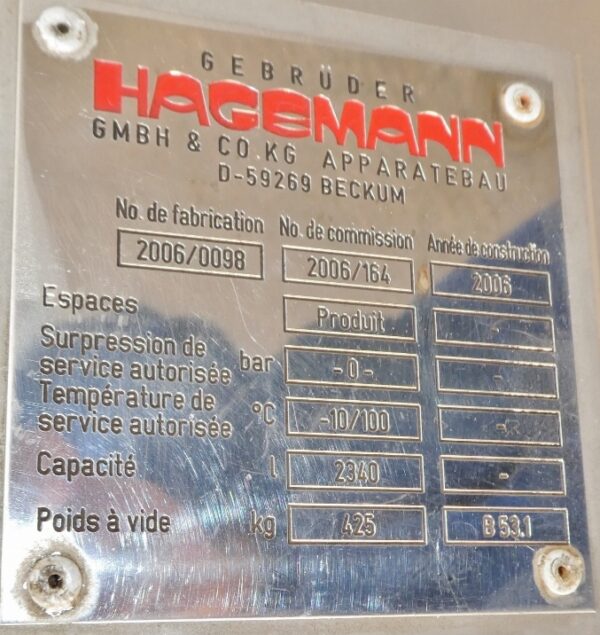 GEBRÜDER
HAGEMANN
GMBH & CO.KG APPARATEBAU
D-59269 BECKUM
No. de fabrication No. de commission Année de construction
2006/0098 2006/164 2006
Espaces Produit -
Surpression de
service autorisée bar -0- -
Température de
service autorisée °C -10/100 -
Capacité l 2340 -
Poids à vide kg 425 B 53.1